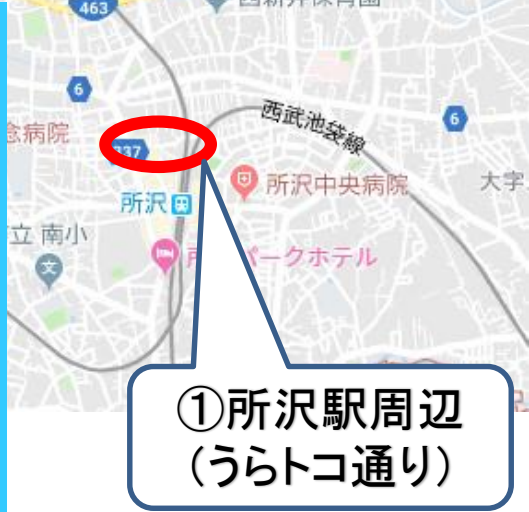 463
6
西武池袋線
6
念病院
337
所沢中央病院
大字
所沢
立 南小
パークホテル
文
①所沢駅周辺
(うらトコ通り)